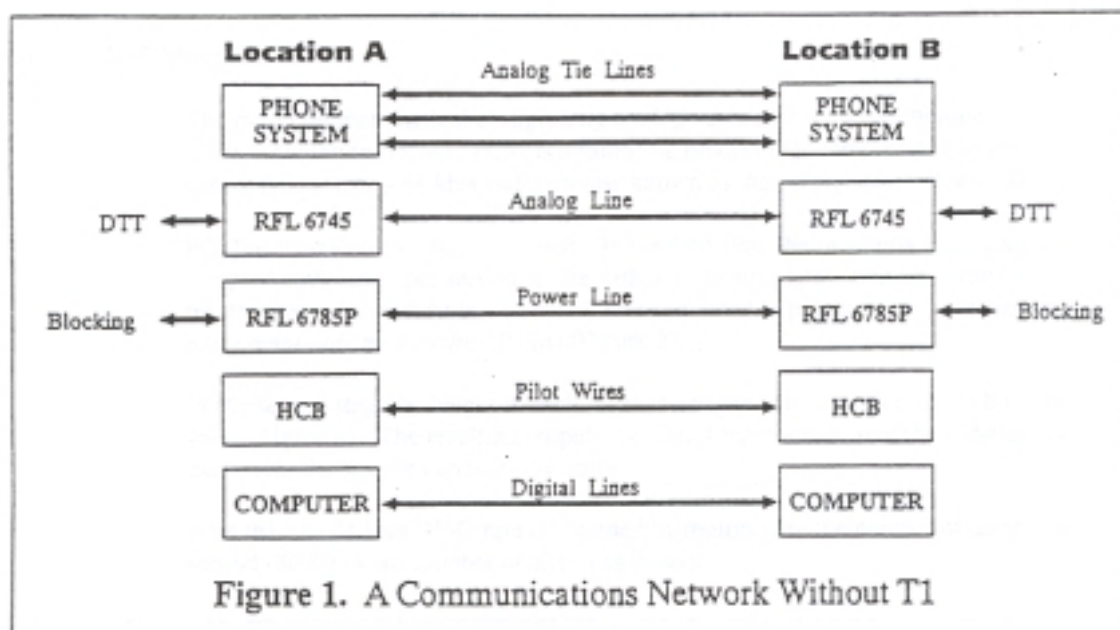 Location A Location B
Analog Tie Lines
PHONE SYSTEM PHONE SYSTEM
Analog Line
DTT RFL 6745 RFL 6745 DTT
Power Line
Blocking RFL 6785P RFL 6785P Blocking
Pilot Wires
HCB HCB
Digital Lines
COMPUTER COMPUTER
Figure 1. A Communications Network Without T1